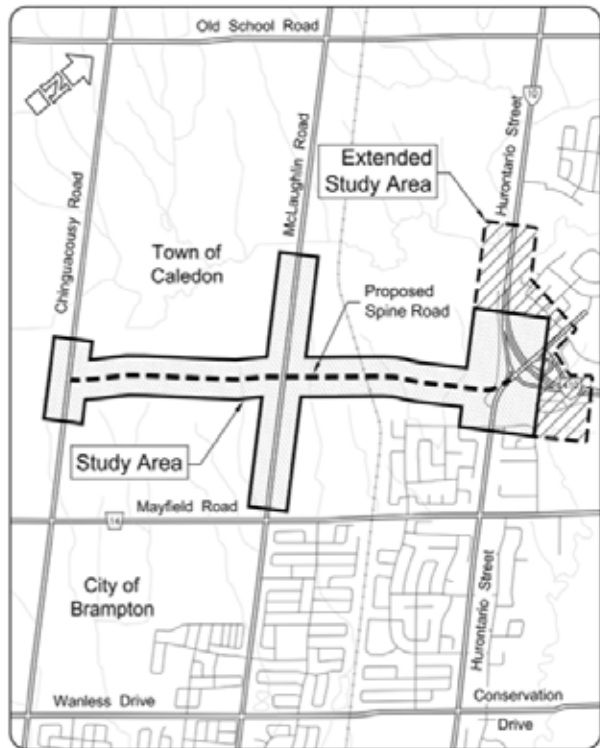 Old School Road
10
N
Extended
Study Area
Hurontario Street
McLaughlin Road
Chinguacousy Road
Town of
Caledon
Proposed
Spine Road
Study Area
Mayfield Road
14
City of
Brampton
Hurontario Street
Wanless Drive
Conservation
Drive